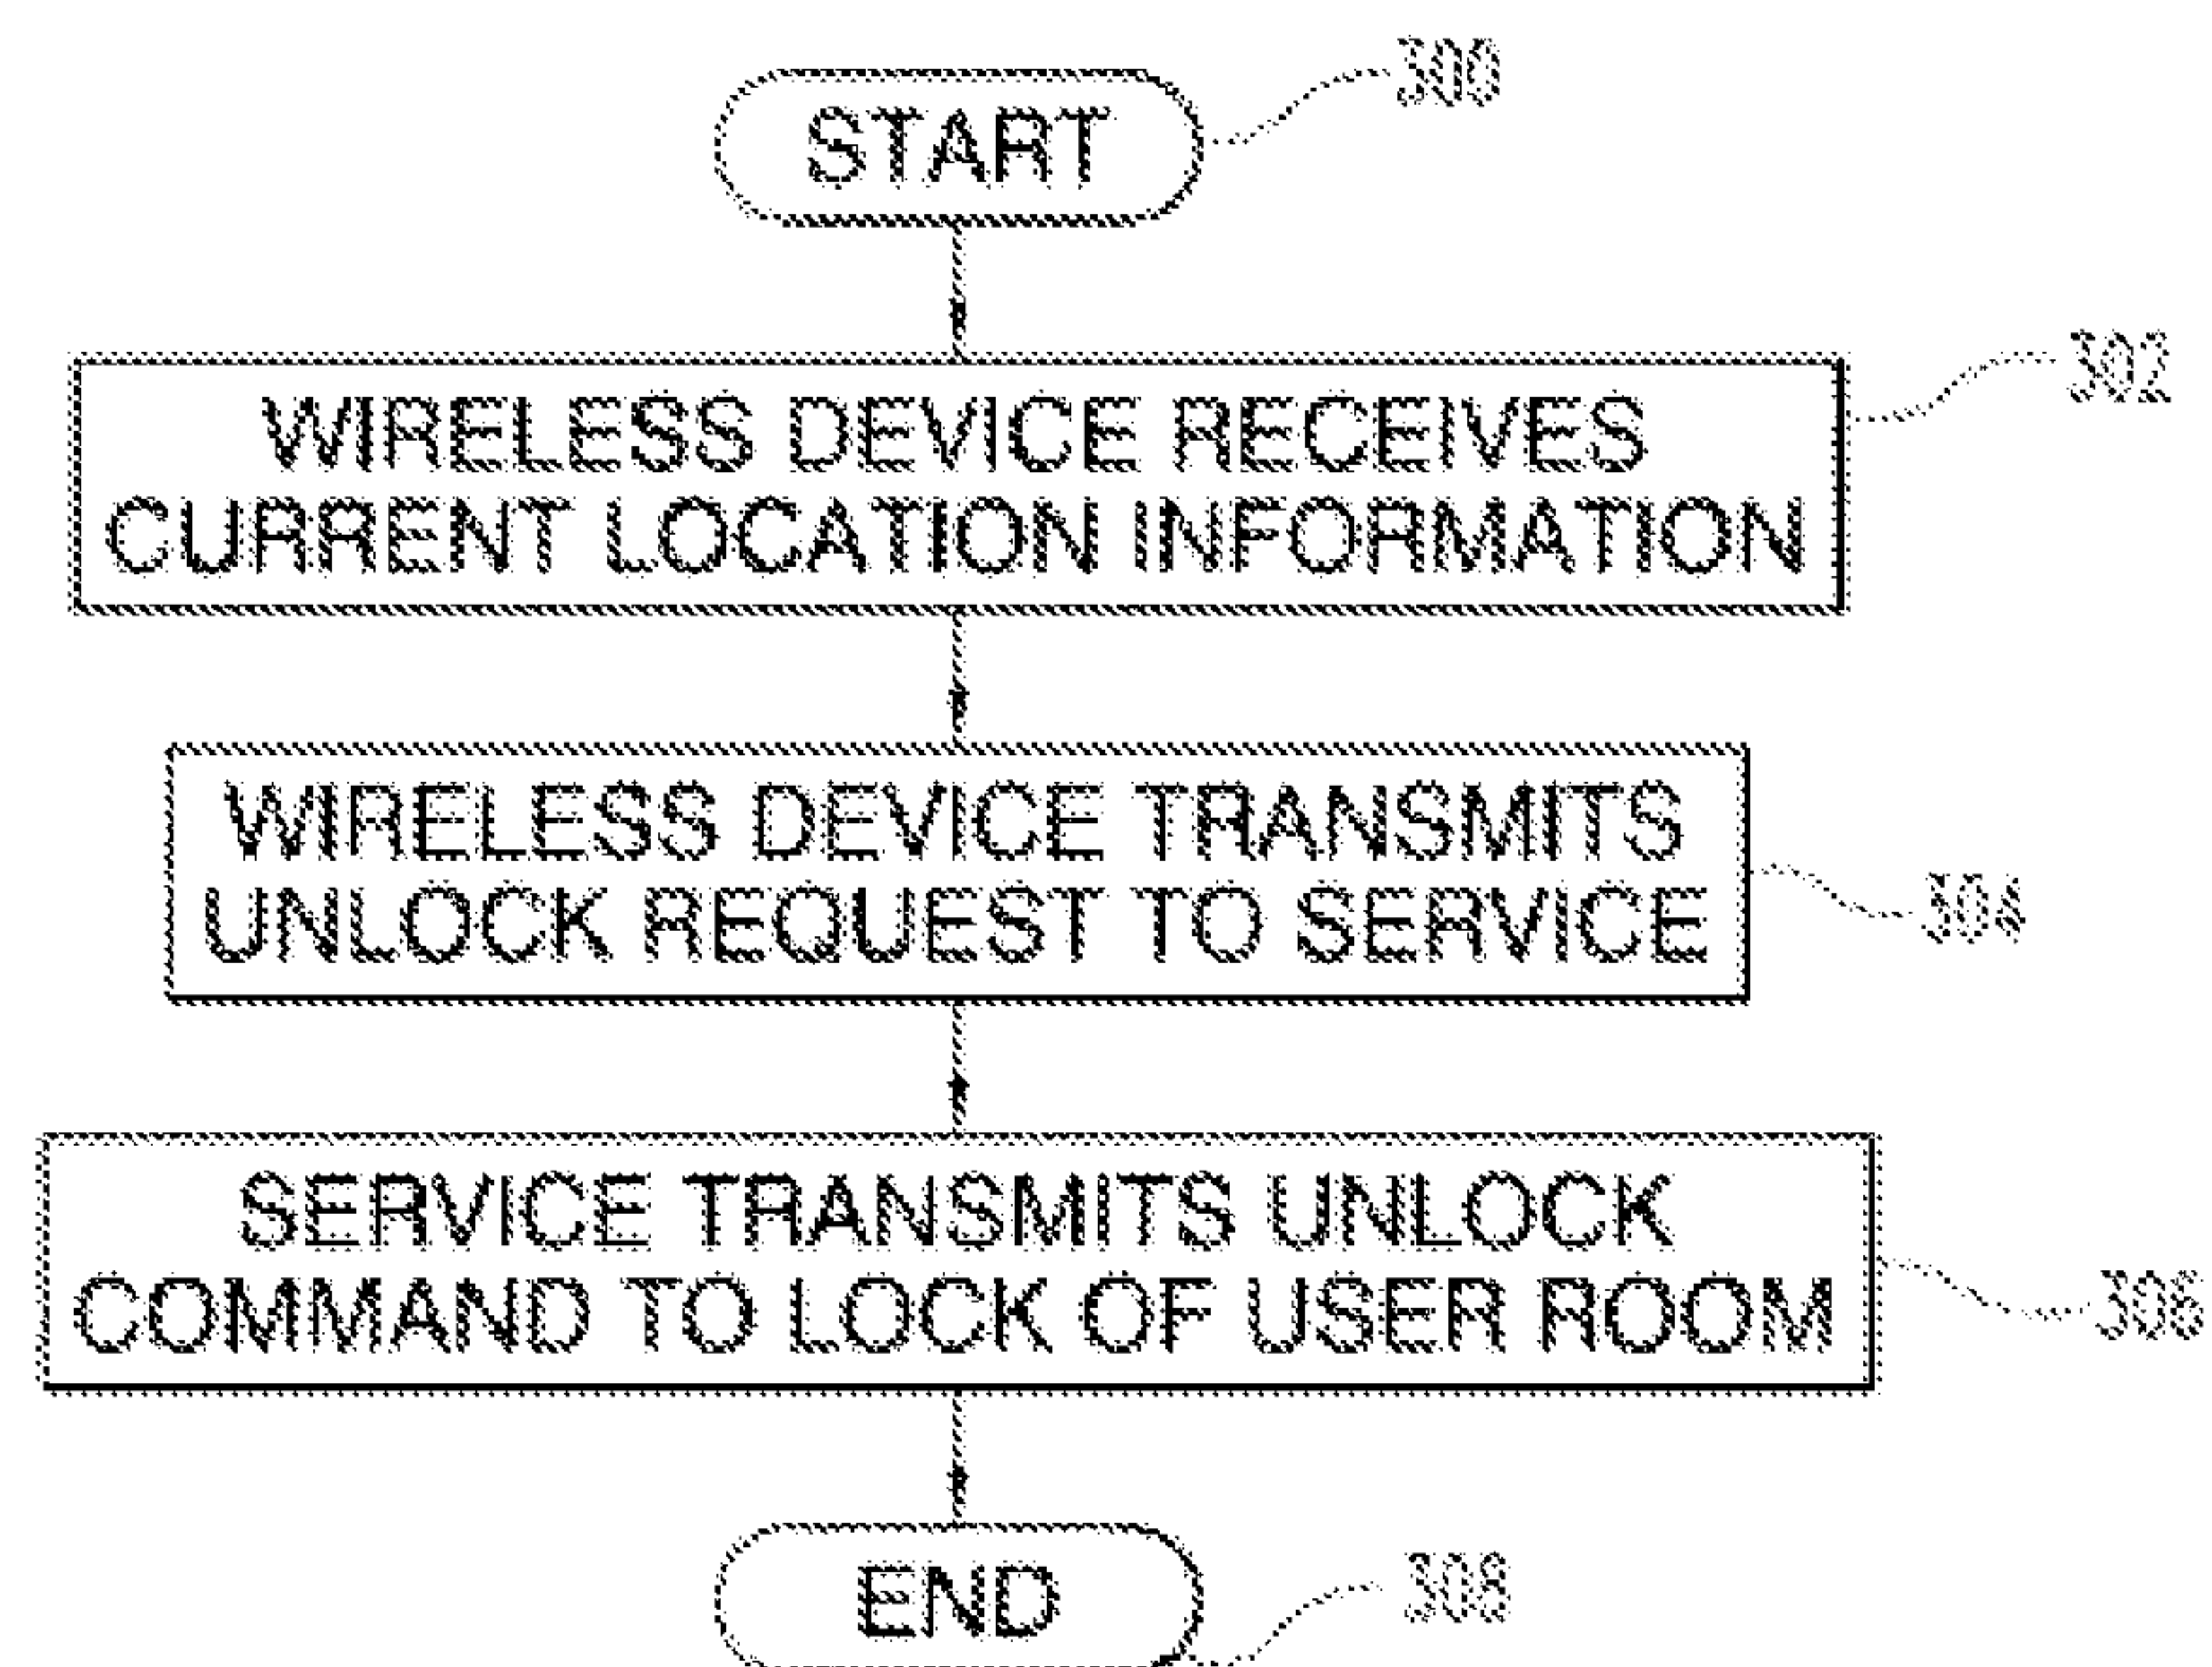 START
300
WIRELESS DEVICE RECEIVES
CURRENT LOCATION INFORMATION
302
WIRELESS DEVICE TRANSMITS
UNLOCK REQUEST TO SERVICE
304
SERVICE TRANSMITS UNLOCK
COMMAND TO LOCK OF USER ROOM
306
END
308